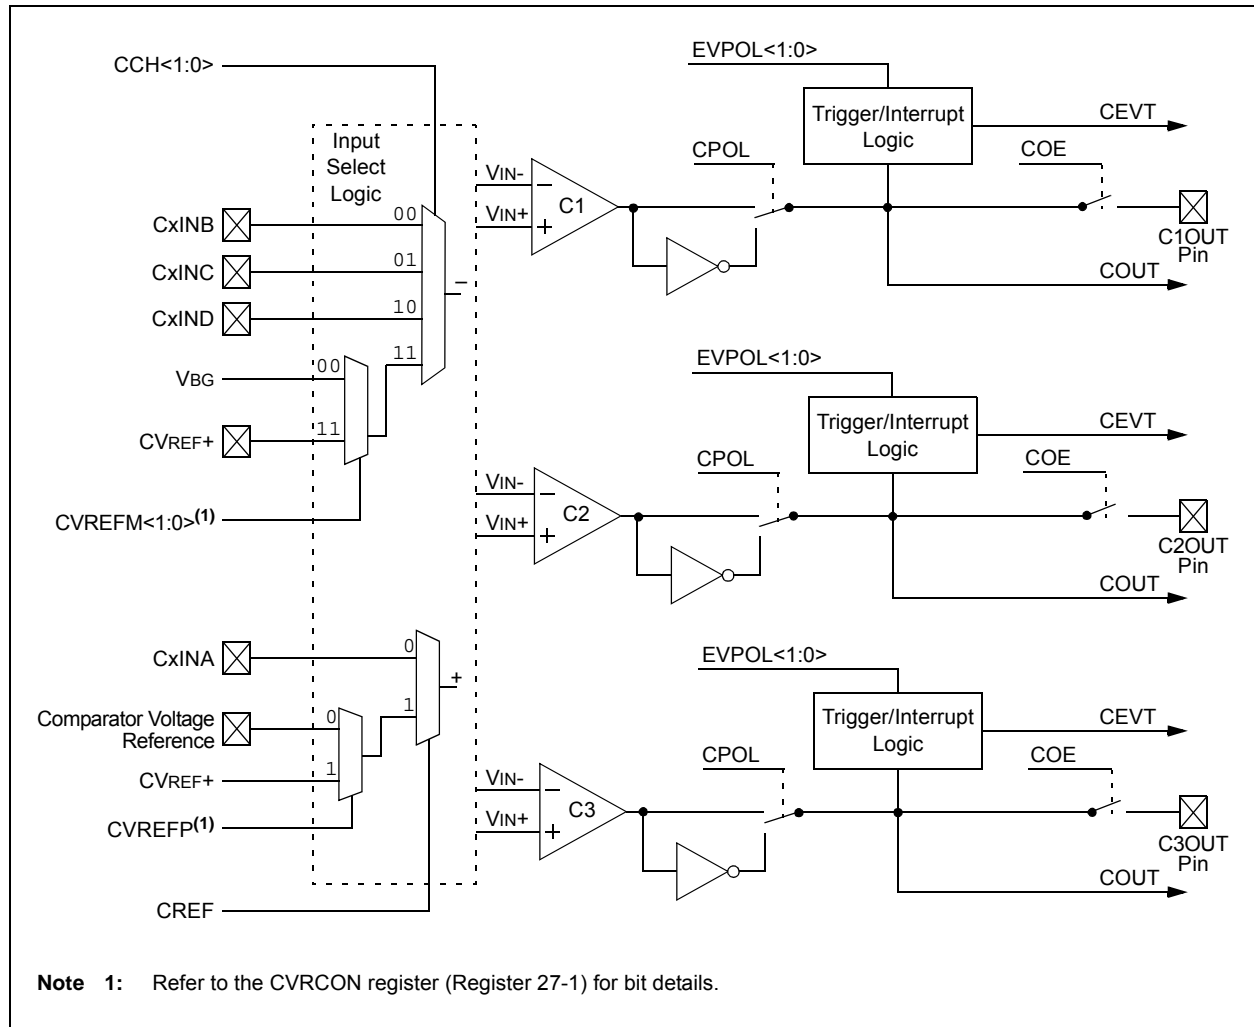 CCH<1:0>
Input
Select
Logic
CxINB
00
CxINC
01
CxIND
10
11
–
VBG
00
CVREF+
11
CVREFM<1:0>(1)
CxINA
0
+
1
Comparator Voltage
Reference
0
CVREF+
1
CVREFP(1)
CREF
EVPOL<1:0>
Trigger/Interrupt
Logic
CEVT
CPOL
COE
VIN-
–
VIN+
+
C1
C1OUT
Pin
COUT
EVPOL<1:0>
Trigger/Interrupt
Logic
CEVT
CPOL
COE
VIN-
–
VIN+
+
C2
C2OUT
Pin
COUT
EVPOL<1:0>
Trigger/Interrupt
Logic
CEVT
CPOL
COE
VIN-
–
VIN+
+
C3
C3OUT
Pin
COUT
Note 1: Refer to the CVRCON register (Register 27-1) for bit details.